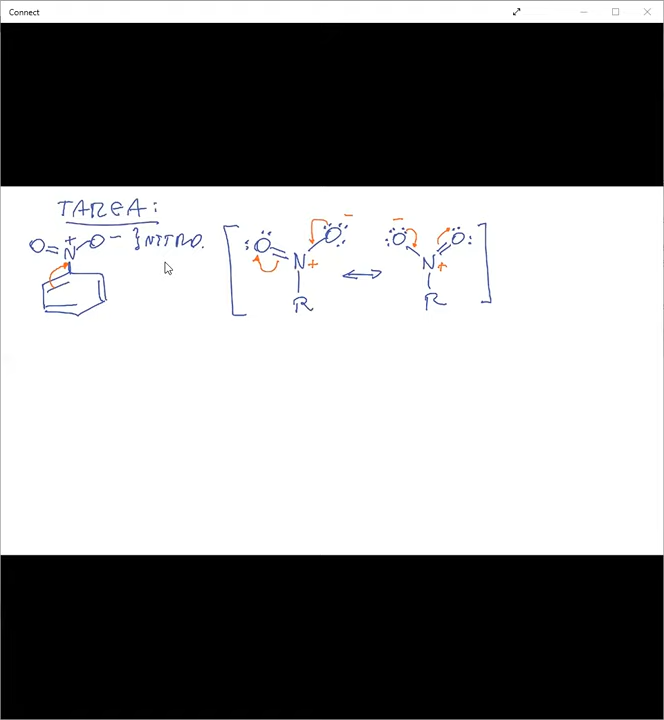 Connect
TAREA:
O=N+ O− } NITRO.
[ :Ö=N+ Ö:− R ↔ − :Ö N+ =Ö: R ]